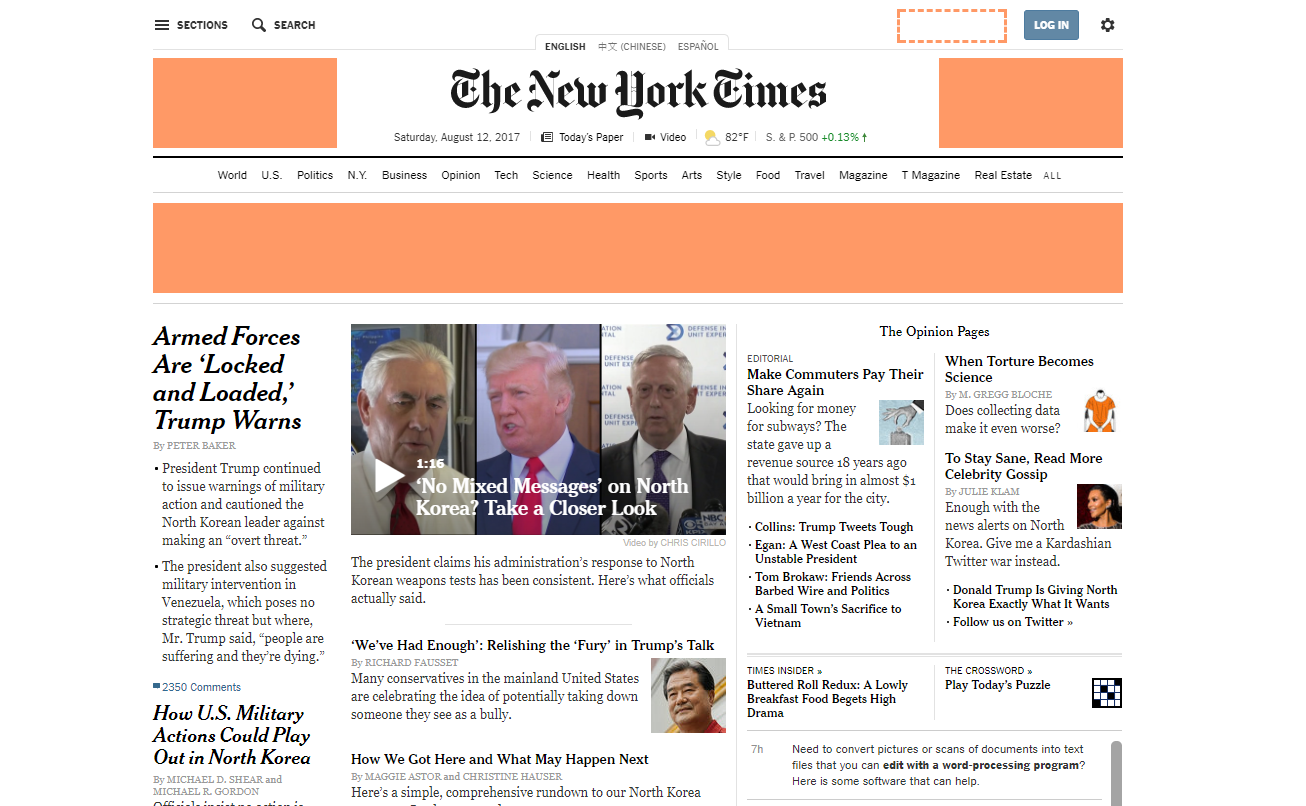 SECTIONS
SEARCH
LOG IN
ENGLISH
中文 (CHINESE)
ESPAÑOL
The New York Times
Saturday, August 12, 2017
Today's Paper
Video
82°F
S. & P. 500 +0.13%
World
U.S.
Politics
N.Y.
Business
Opinion
Tech
Science
Health
Sports
Arts
Style
Food
Travel
Magazine
T Magazine
Real Estate
ALL
Armed Forces
Are ‘Locked
and Loaded,’
Trump Warns
By PETER BAKER
• President Trump continued
to issue warnings of military
action and cautioned the
North Korean leader against
making an “overt threat.”
• The president also suggested
military intervention in
Venezuela, which poses no
strategic threat but where,
Mr. Trump said, “people are
suffering and they’re dying.”
2350 Comments
How U.S. Military
Actions Could Play
Out in North Korea
By MICHAEL D. SHEAR and
MICHAEL R. GORDON
DEFENSE IN
UNIT EXPER
NBC
1:16
‘No Mixed Messages’ on North
Korea? Take a Closer Look
Video by CHRIS CIRILLO
The president claims his administration’s response to North
Korean weapons tests has been consistent. Here’s what officials
actually said.
‘We’ve Had Enough’: Relishing the ‘Fury’ in Trump’s Talk
By RICHARD FAUSSET
Many conservatives in the mainland United States
are celebrating the idea of potentially taking down
someone they see as a bully.
How We Got Here and What May Happen Next
By MAGGIE ASTOR and CHRISTINE HAUSER
Here’s a simple, comprehensive rundown to our North Korea
The Opinion Pages
EDITORIAL
Make Commuters Pay Their
Share Again
Looking for money
for subways? The
state gave up a
revenue source 18 years ago
that would bring in almost $1
billion a year for the city.
· Collins: Trump Tweets Tough
· Egan: A West Coast Plea to an
Unstable President
· Tom Brokaw: Friends Across
Barbed Wire and Politics
· A Small Town’s Sacrifice to
Vietnam
When Torture Becomes
Science
By M. GREGG BLOCHE
Does collecting data
make it even worse?
To Stay Sane, Read More
Celebrity Gossip
By JULIE KLAM
Enough with the
news alerts on North
Korea. Give me a Kardashian
Twitter war instead.
· Donald Trump Is Giving North
Korea Exactly What It Wants
· Follow us on Twitter »
TIMES INSIDER »
Buttered Roll Redux: A Lowly
Breakfast Food Begets High
Drama
THE CROSSWORD »
Play Today’s Puzzle
7h
Need to convert pictures or scans of documents into text
files that you can edit with a word-processing program?
Here is some software that can help.